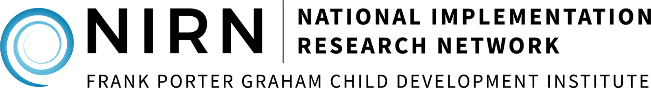 NIRN
NATIONAL IMPLEMENTATION
RESEARCH NETWORK
FRANK PORTER GRAHAM CHILD DEVELOPMENT INSTITUTE